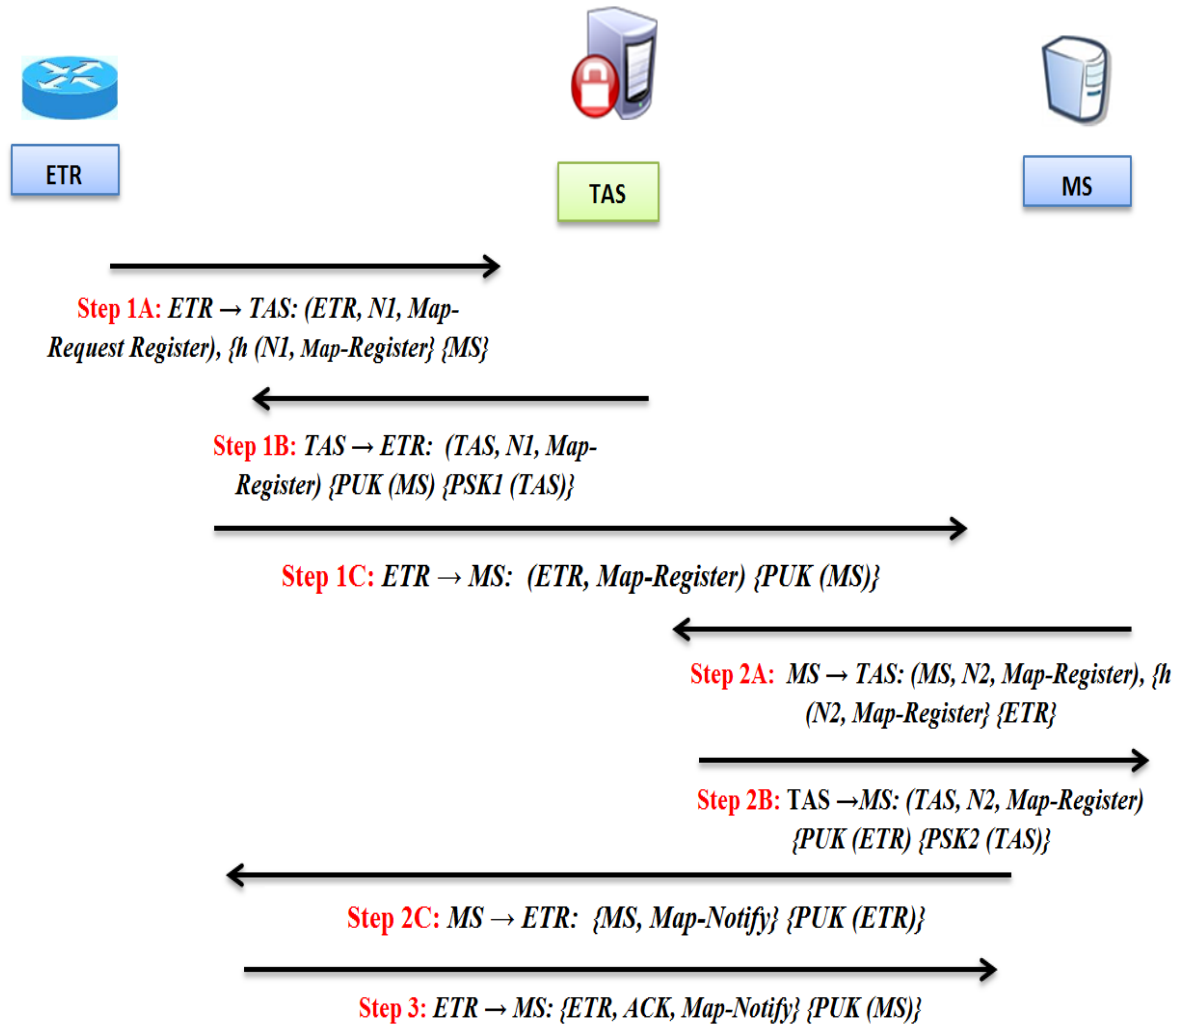 ETR
TAS
MS
Step 1A: ETR → TAS: (ETR, N1, Map-
Request Register), {h (N1, Map-Register} {MS}
Step 1B: TAS → ETR: (TAS, N1, Map-
Register) {PUK (MS) {PSK1 (TAS)}
Step 1C: ETR → MS: (ETR, Map-Register) {PUK (MS)}
Step 2A: MS → TAS: (MS, N2, Map-Register), {h
(N2, Map-Register} {ETR}
Step 2B: TAS →MS: (TAS, N2, Map-Register)
{PUK (ETR) {PSK2 (TAS)}
Step 2C: MS → ETR: {MS, Map-Notify} {PUK (ETR)}
Step 3: ETR → MS: {ETR, ACK, Map-Notify} {PUK (MS)}